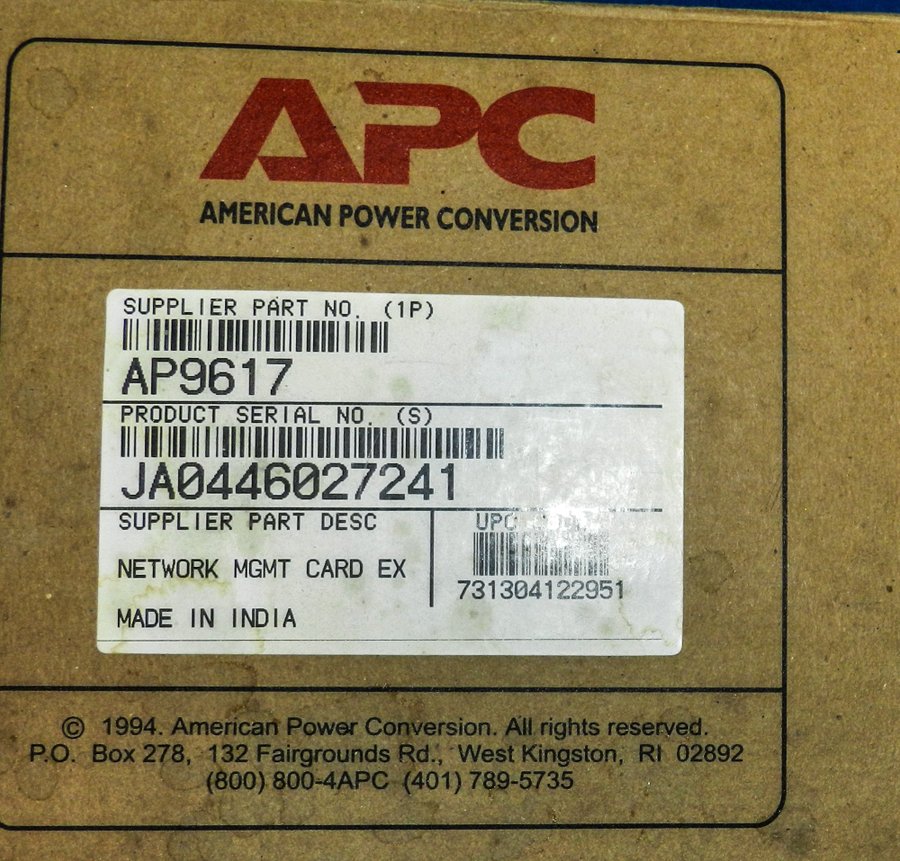 APC
AMERICAN POWER CONVERSION
SUPPLIER PART NO. (1P)
AP9617
PRODUCT SERIAL NO. (S)
JA0446027241
SUPPLIER PART DESC
UPC
NETWORK MGMT CARD EX
731304122951
MADE IN INDIA
© 1994. American Power Conversion. All rights reserved.
P.O. Box 278, 132 Fairgrounds Rd., West Kingston, RI 02892
(800) 800-4APC (401) 789-5735